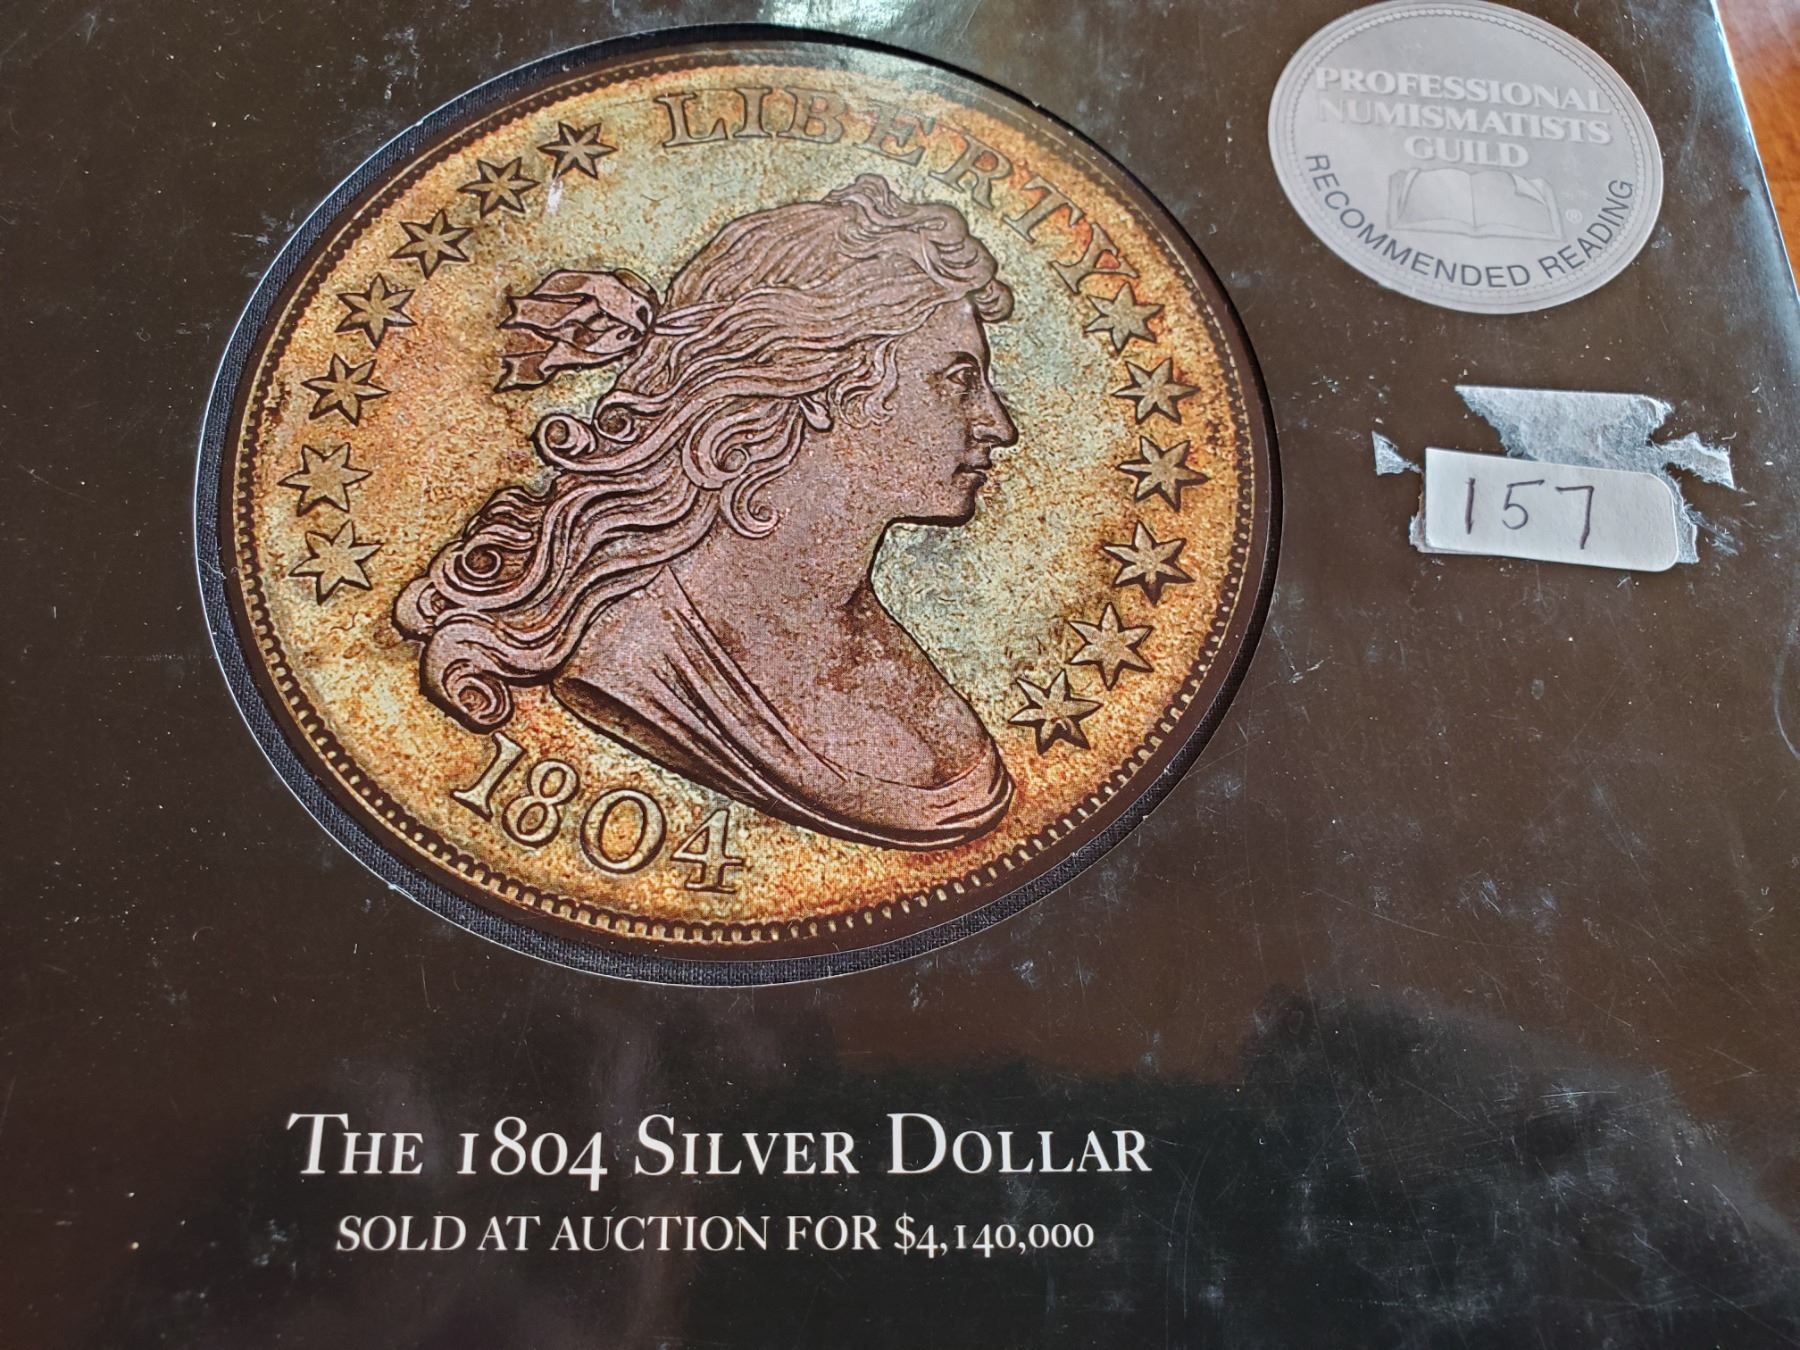 LIBERTY
1804
PROFESSIONAL
NUMISMATISTS
GUILD
®
RECOMMENDED READING
157
THE 1804 SILVER DOLLAR
SOLD AT AUCTION FOR $4,140,000